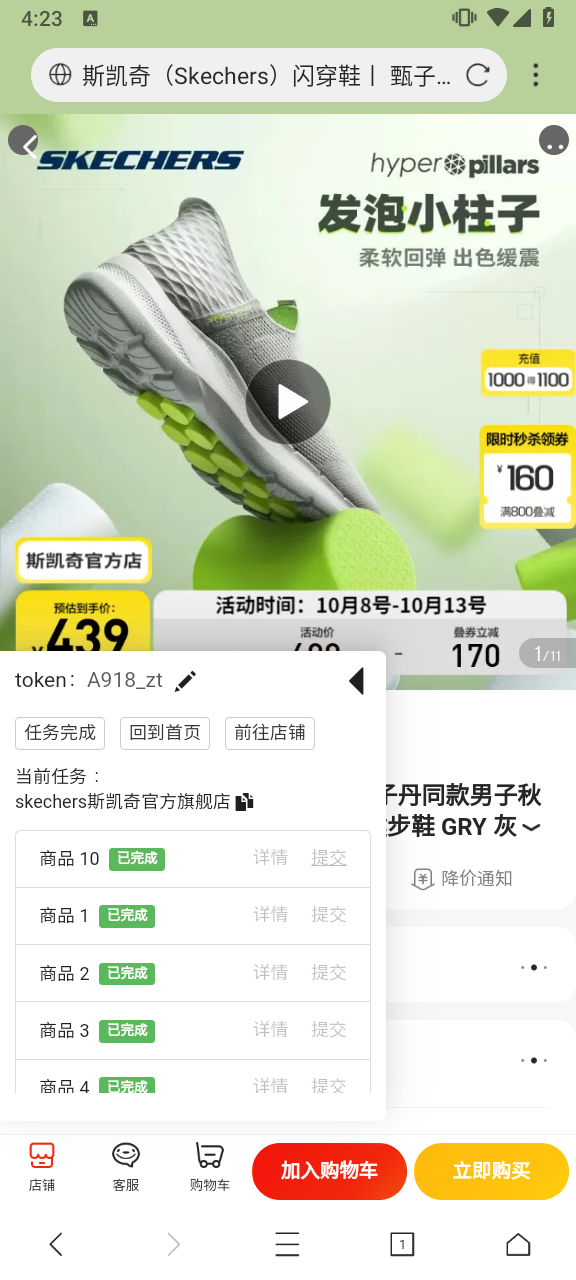 4:23
A
斯凯奇（Skechers）闪穿鞋丨 甄子...
SKECHERS
hyper pillars
发泡小柱子
柔软回弹 出色缓震
充值
1000得1100
限时秒杀领券
¥160
满800叠减
斯凯奇官方店
预估到手价:
¥439
活动时间：10月8号-10月13号
活动价
叠券立减
-
170
1/11
token：A918_zt
任务完成
回到首页
前往店铺
当前任务：
skechers斯凯奇官方旗舰店
子丹同款男子秋
步鞋 GRY 灰
降价通知
商品 10 已完成 详情 提交
商品 1 已完成 详情 提交
商品 2 已完成 详情 提交
商品 3 已完成 详情 提交
商品 4 已完成 详情 提交
店铺
客服
购物车
加入购物车
立即购买
1